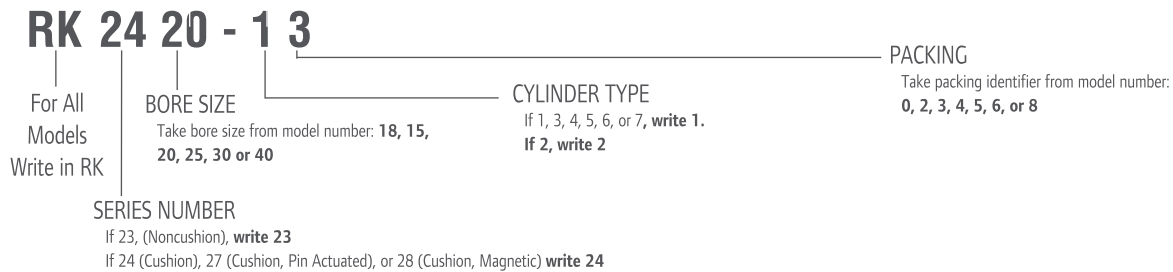 RK 24 20 - 1 3
For All
Models
Write in RK
BORE SIZE
Take bore size from model number: 18, 15,
20, 25, 30 or 40
CYLINDER TYPE
If 1, 3, 4, 5, 6, or 7, write 1.
If 2, write 2
PACKING
Take packing identifier from model number:
0, 2, 3, 4, 5, 6, or 8
SERIES NUMBER
If 23, (Noncushion), write 23
If 24 (Cushion), 27 (Cushion, Pin Actuated), or 28 (Cushion, Magnetic) write 24